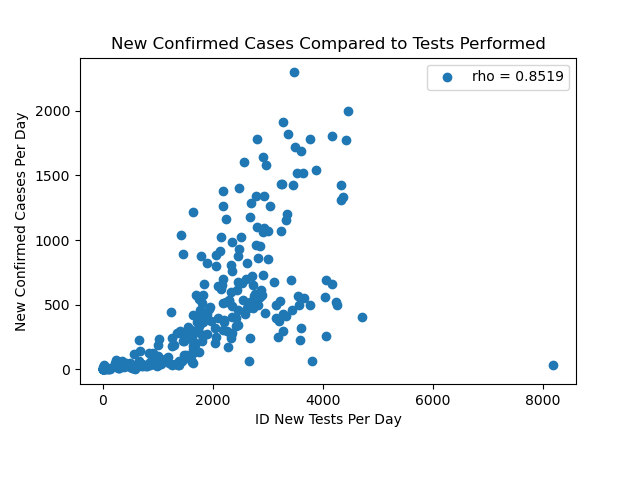 New Confirmed Cases Compared to Tests Performed
rho = 0.8519
2000
1500
1000
500
0
New Confirmed Caeses Per Day
0 2000 4000 6000 8000
ID New Tests Per Day